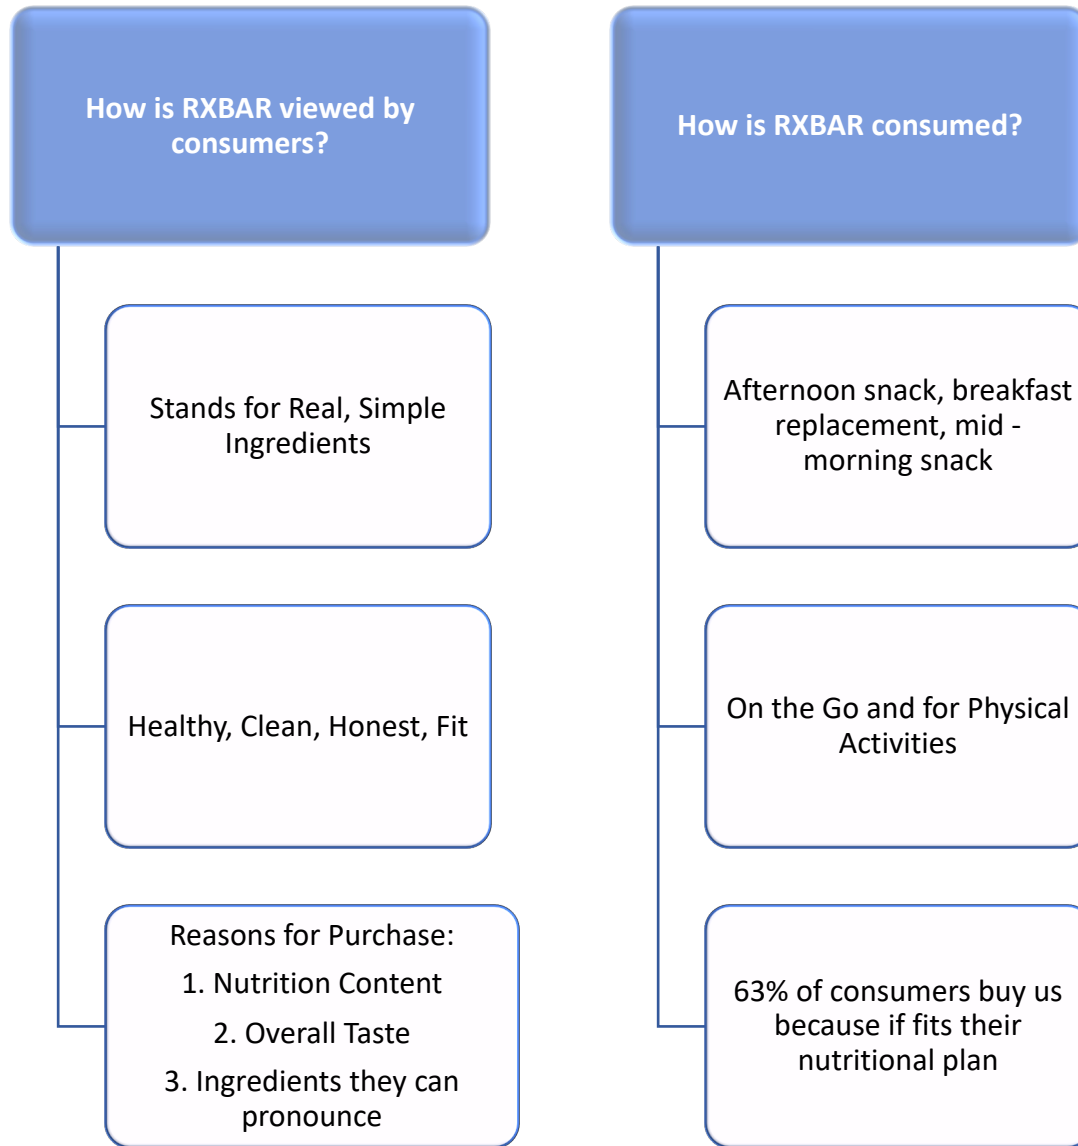 How is RXBAR viewed by
consumers?
Stands for Real, Simple
Ingredients
Healthy, Clean, Honest, Fit
Reasons for Purchase:
1. Nutrition Content
2. Overall Taste
3. Ingredients they can
pronounce
How is RXBAR consumed?
Afternoon snack, breakfast
replacement, mid -
morning snack
On the Go and for Physical
Activities
63% of consumers buy us
because if fits their
nutritional plan